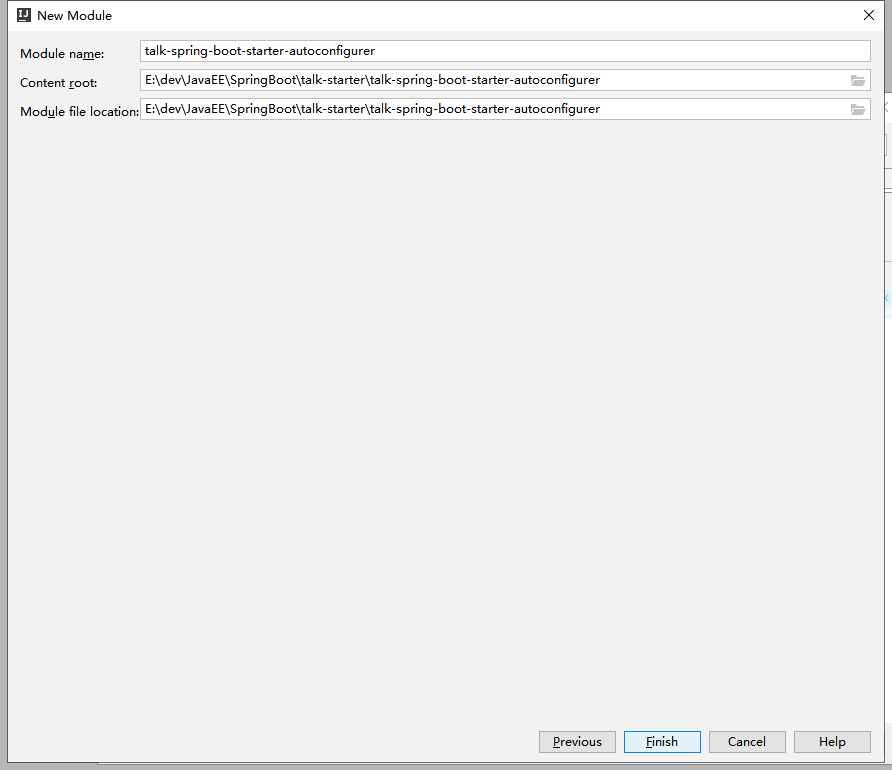 IJ New Module
Module name: talk-spring-boot-starter-autoconfigurer
Content root: E:\dev\JavaEE\SpringBoot\talk-starter\talk-spring-boot-starter-autoconfigurer
Module file location: E:\dev\JavaEE\SpringBoot\talk-starter\talk-spring-boot-starter-autoconfigurer
Previous Finish Cancel Help